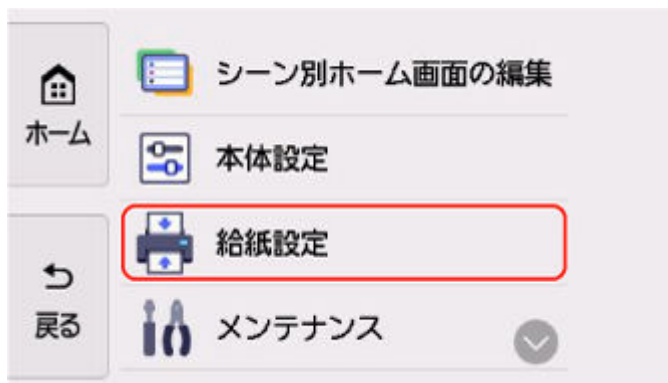 シーン別ホーム画面の編集
ホーム
本体設定
給紙設定
戻る
メンテナンス